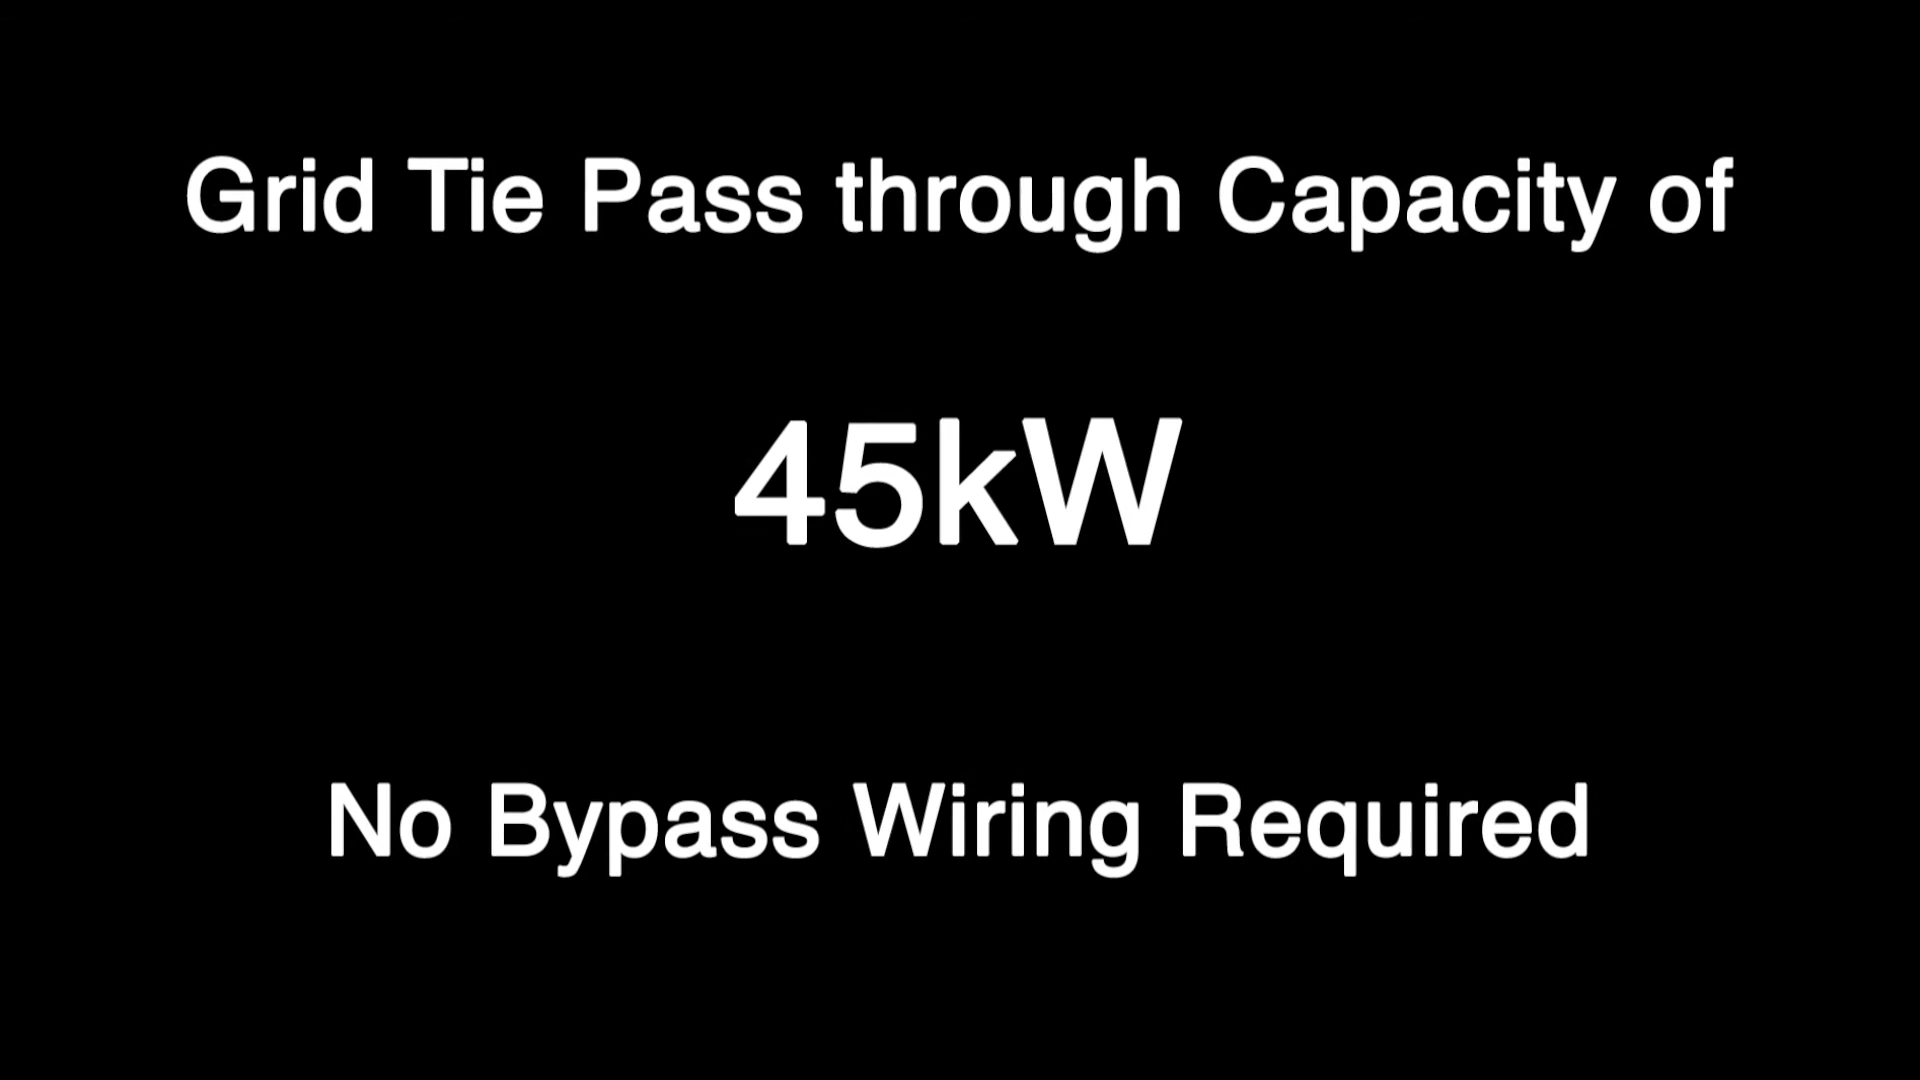 Grid Tie Pass through Capacity of
45kW
No Bypass Wiring Required